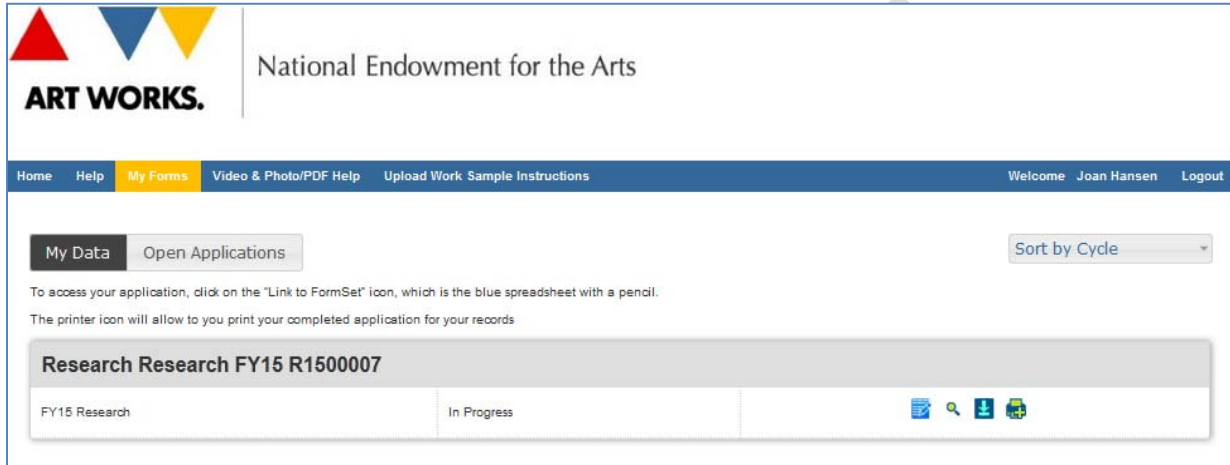 National Endowment for the Arts
ART WORKS.
Home Help My Forms Video & Photo/PDF Help Upload Work Sample Instructions Welcome Joan Hansen Logout
My Data Open Applications Sort by Cycle
To access your application, click on the "Link to FormSet" icon, which is the blue spreadsheet with a pencil.
The printer icon will allow to you print your completed application for your records
Research Research FY15 R1500007
FY15 Research In Progress